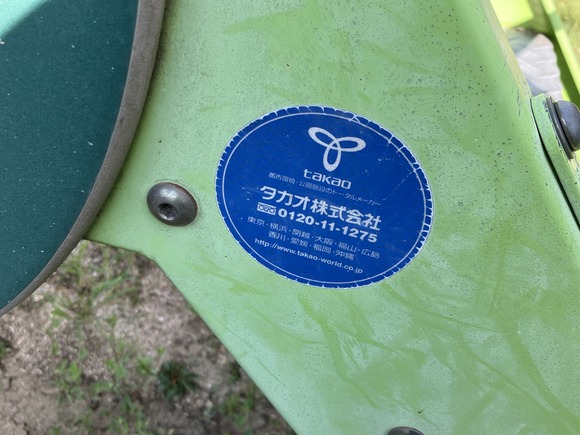 takao
都市環境・公園施設のトータルメーカー
タカオ株式会社
0120-11-1275
東京・横浜・関越・大阪・福山・広島
香川・愛媛・福岡・沖縄
http://www.takao-world.co.jp